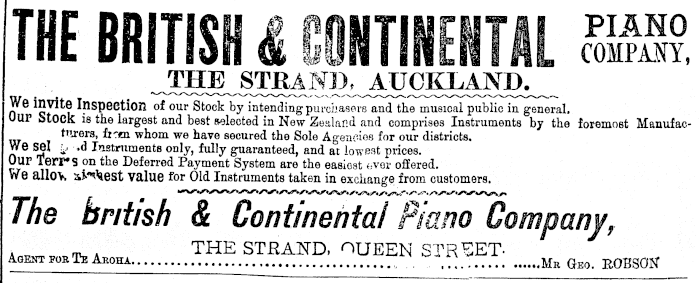 THE BRITISH & CONTINENTAL PIANO COMPANY,
THE STRAND, AUCKLAND.
We invite Inspection of our Stock by intending purchasers and the musical public in general.
Our Stock is the largest and best selected in New Zealand and comprises Instruments by the foremost Manufac-
turers, from whom we have secured the Sole Agencies for our districts.
We sell Instruments only, fully guaranteed, and at lowest prices.
Our Terms on the Deferred Payment System are the easiest ever offered.
We allow highest value for Old Instruments taken in exchange from customers.
The British & Continental Piano Company,
THE STRAND, QUEEN STREET.
AGENT FOR TE AROHA. MR GEO. ROBSON